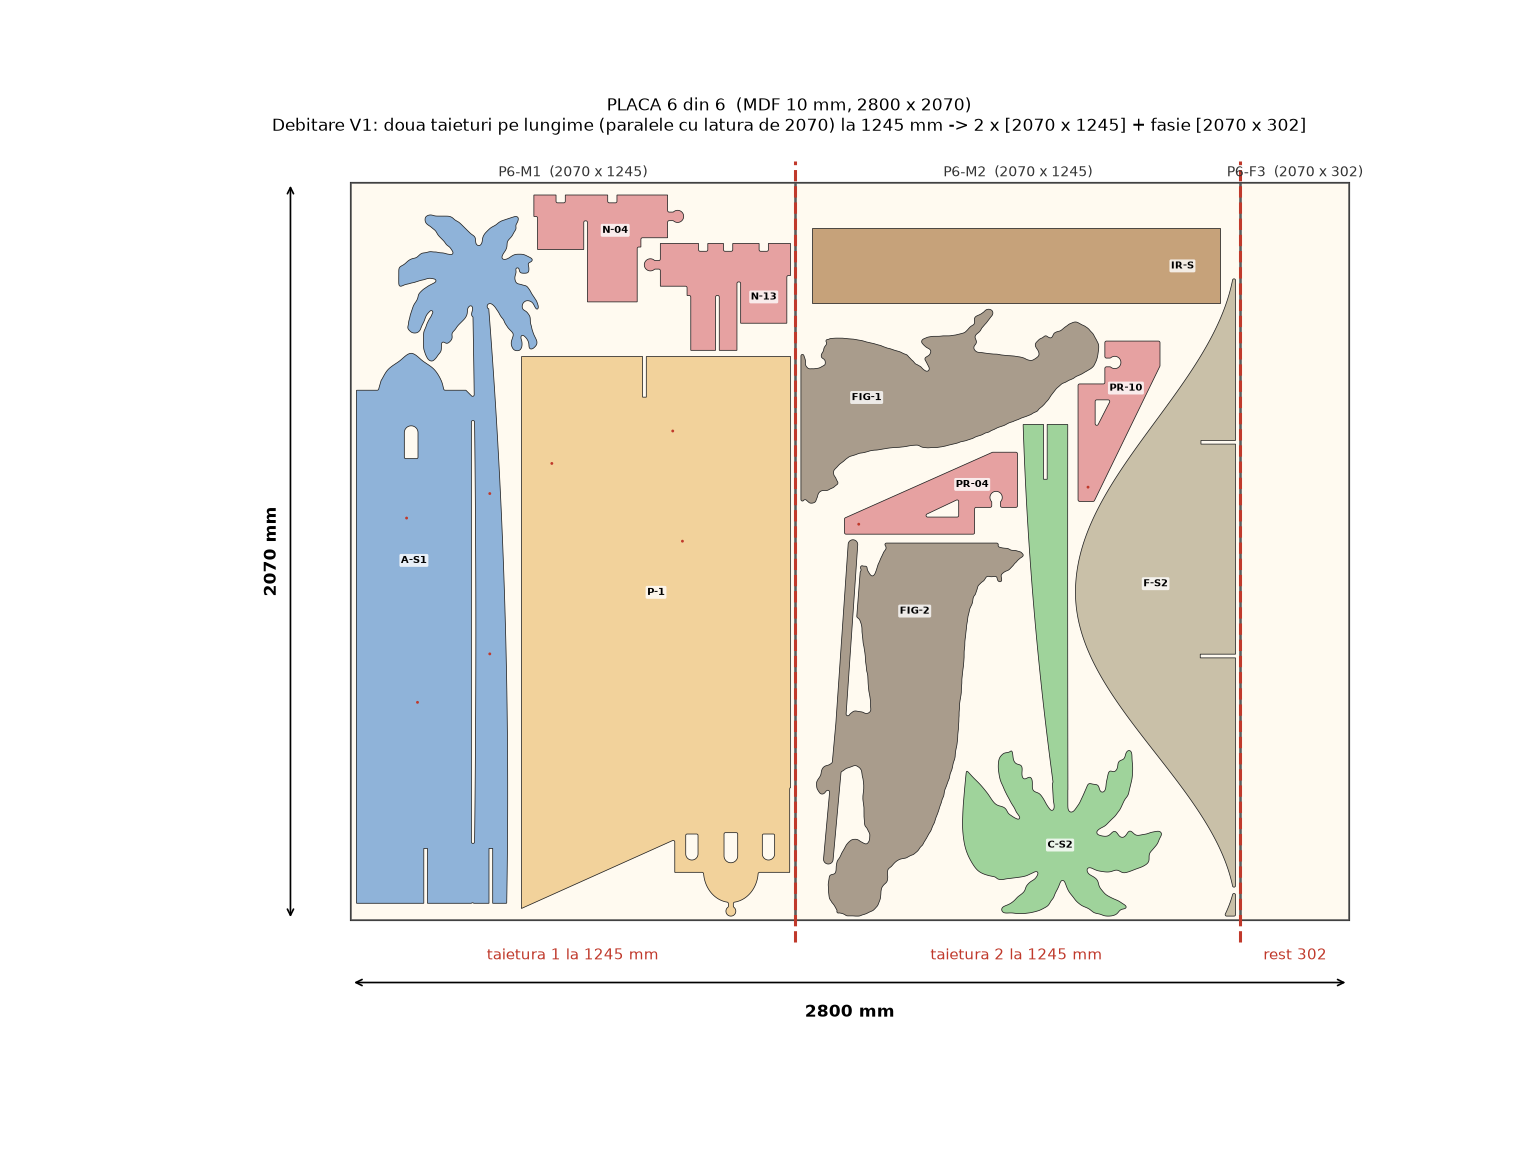 PLACA 6 din 6 (MDF 10 mm, 2800 x 2070)
Debitare V1: doua taieturi pe lungime (paralele cu latura de 2070) la 1245 mm -> 2 x [2070 x 1245] + fasie [2070 x 302]
P6-M1 (2070 x 1245)
P6-M2 (2070 x 1245)
P6-F3 (2070 x 302)
N-04
IR-S
N-13
PR-10
FIG-1
PR-04
2070 mm
A-S1
F-S2
P-1
FIG-2
C-S2
taietura 1 la 1245 mm
taietura 2 la 1245 mm
rest 302
2800 mm